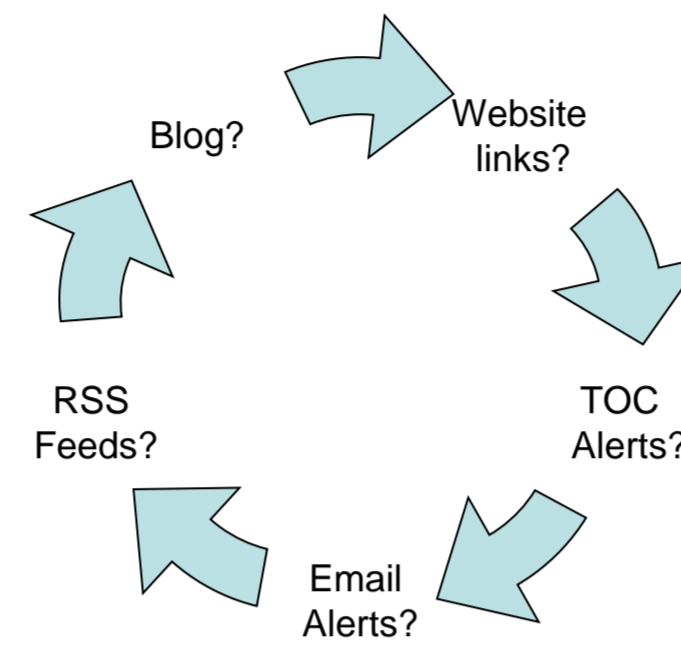 Blog?
Website
links?
TOC
Alerts?
Email
Alerts?
RSS
Feeds?